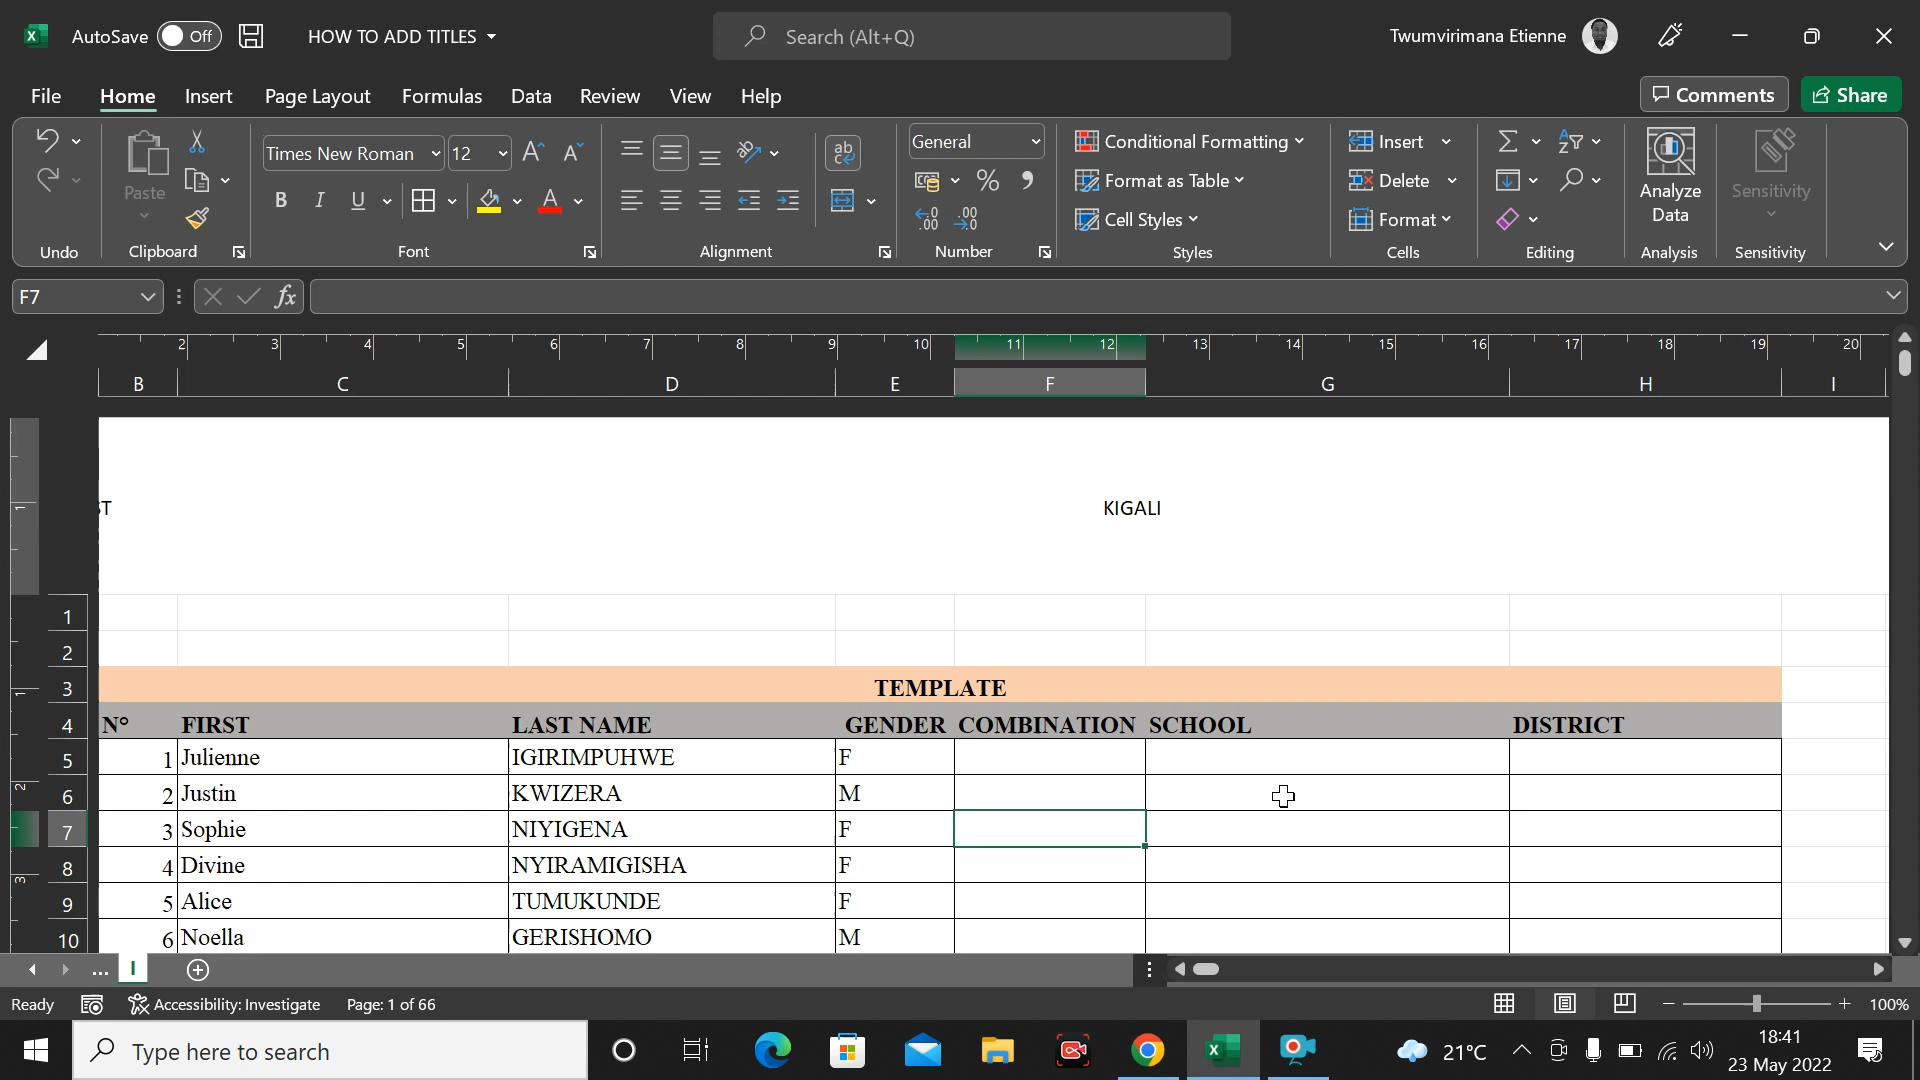 AutoSave Off HOW TO ADD TITLES Search (Alt+Q) Twumvirimana Etienne
File Home Insert Page Layout Formulas Data Review View Help Comments Share
Times New Roman 12 ab General Conditional Formatting Insert
Paste % Format as Table Delete Analyze Data Sensitivity
B I U A .00 Cell Styles Format
Undo Clipboard Font Alignment Number Styles Cells Editing Analysis Sensitivity
F7 fx
2 3 4 5 6 7 8 9 10 11 12 13 14 15 16 17 18 19 20
B C D E F G H I
ST KIGALI
1
2
3 TEMPLATE
4 N° FIRST LAST NAME GENDER COMBINATION SCHOOL DISTRICT
5 1 Julienne IGIRIMPUHWE F
6 2 Justin KWIZERA M
7 3 Sophie NIYIGENA F
8 4 Divine NYIRAMIGISHA F
9 5 Alice TUMUKUNDE F
10 6 Noella GERISHOMO M
... I
Ready Accessibility: Investigate Page: 1 of 66 100%
Type here to search 21°C 18:41
23 May 2022